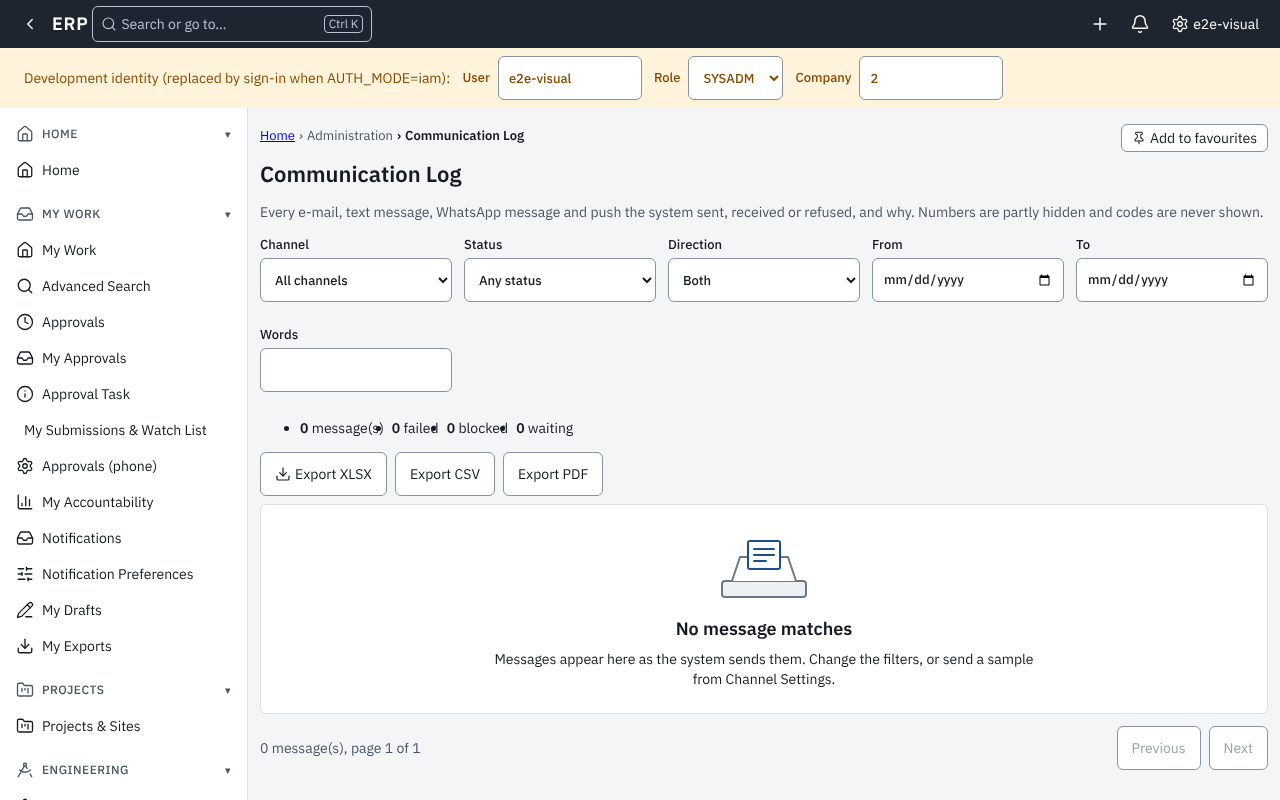 ERP
Search or go to...
Ctrl K
e2e-visual
Development identity (replaced by sign-in when AUTH_MODE=iam):
User
e2e-visual
Role
SYSADM
Company
2
HOME
Home
MY WORK
My Work
Advanced Search
Approvals
My Approvals
Approval Task
My Submissions & Watch List
Approvals (phone)
My Accountability
Notifications
Notification Preferences
My Drafts
My Exports
PROJECTS
Projects & Sites
ENGINEERING
Home › Administration › Communication Log
Add to favourites
Communication Log
Every e-mail, text message, WhatsApp message and push the system sent, received or refused, and why. Numbers are partly hidden and codes are never shown.
Channel
All channels
Status
Any status
Direction
Both
From
mm/dd/yyyy
To
mm/dd/yyyy
Words
• 0 message(s) • 0 failed • 0 blocked • 0 waiting
Export XLSX
Export CSV
Export PDF
No message matches
Messages appear here as the system sends them. Change the filters, or send a sample
from Channel Settings.
0 message(s), page 1 of 1
Previous
Next